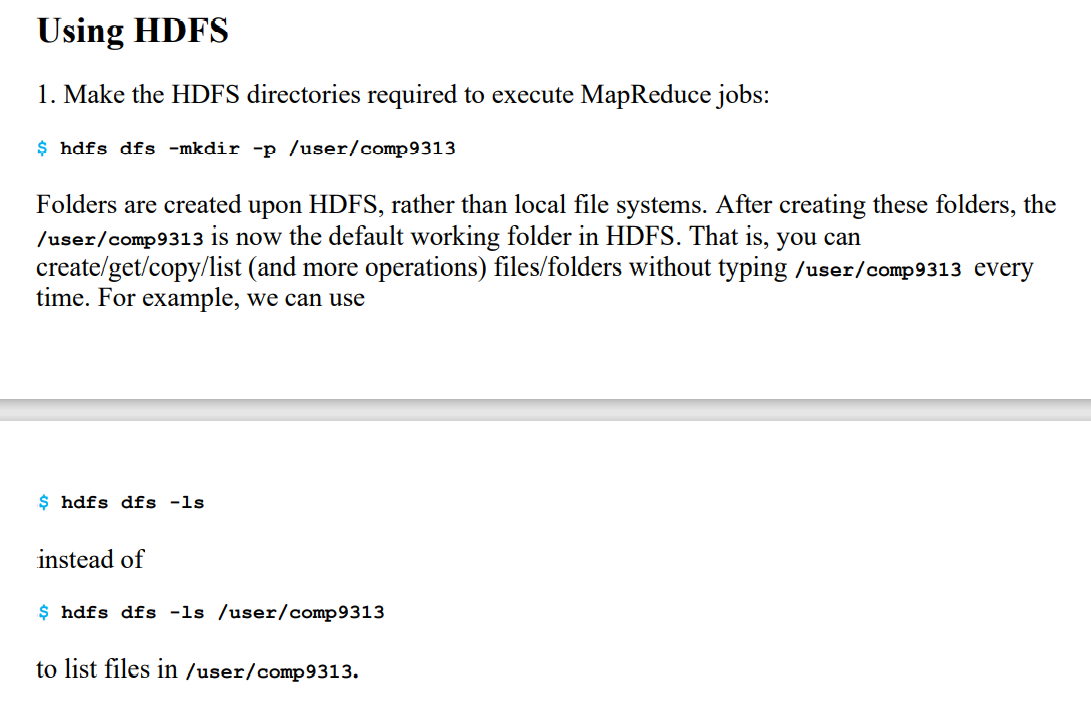 Using HDFS
1. Make the HDFS directories required to execute MapReduce jobs:
$ hdfs dfs -mkdir -p /user/comp9313
Folders are created upon HDFS, rather than local file systems. After creating these folders, the
/user/comp9313 is now the default working folder in HDFS. That is, you can
create/get/copy/list (and more operations) files/folders without typing /user/comp9313 every
time. For example, we can use
$ hdfs dfs -ls
instead of
$ hdfs dfs -ls /user/comp9313
to list files in /user/comp9313.